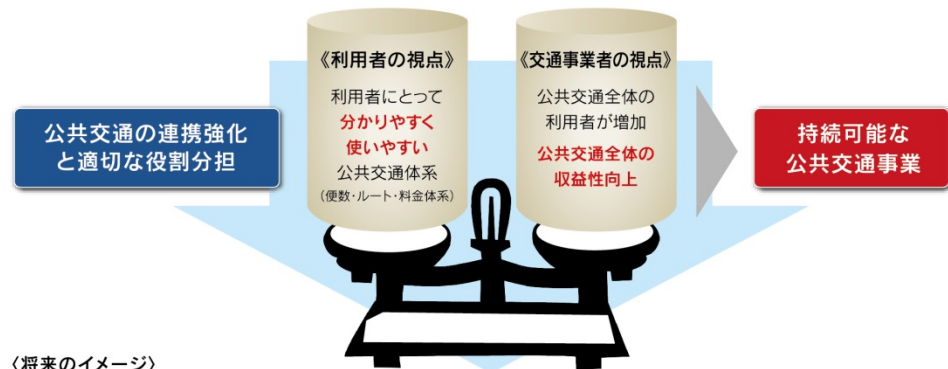 公共交通の連携強化
と適切な役割分担
《利用者の視点》
利用者にとって
分かりやすく
使いやすい
公共交通体系
(便数・ルート・料金体系)
《交通事業者の視点》
公共交通全体の
利用者が増加
公共交通全体の
収益性向上
持続可能な
公共交通事業
〈将来のイメージ〉